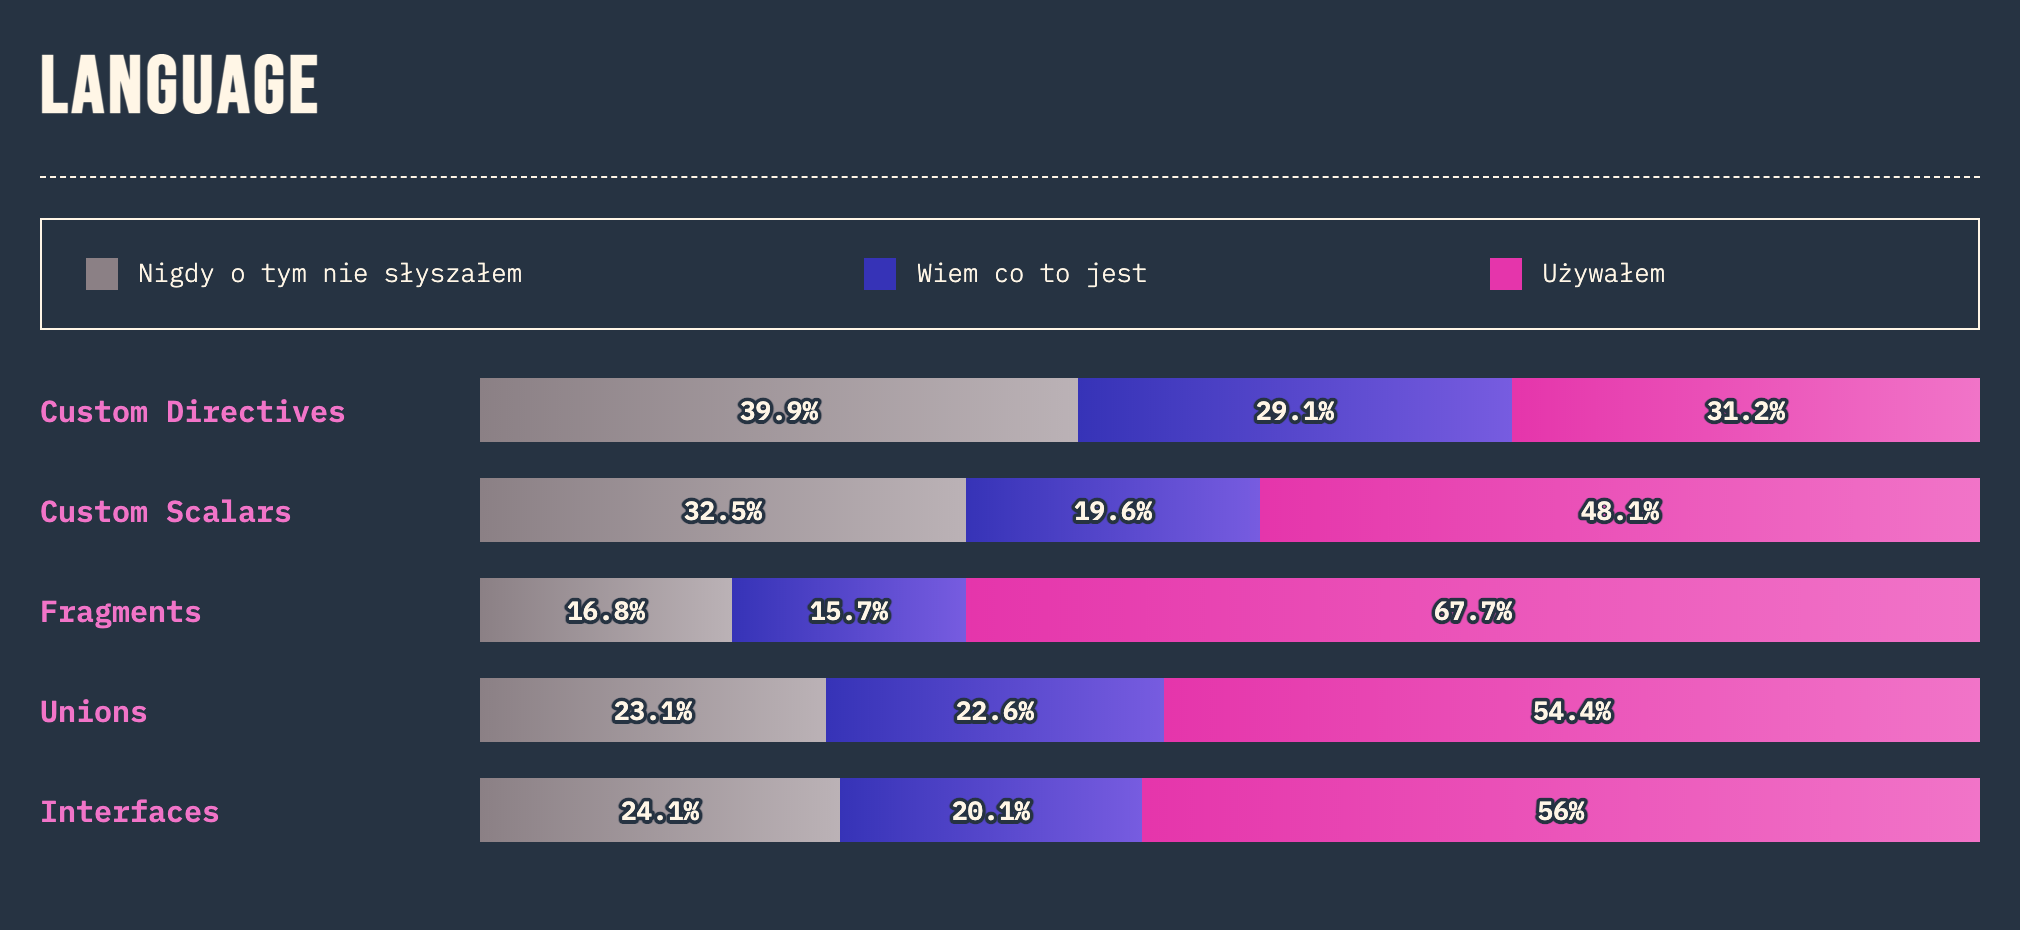 LANGUAGE
Nigdy o tym nie słyszałem Wiem co to jest Używałem
Custom Directives 39.9% 29.1% 31.2%
Custom Scalars 32.5% 19.6% 48.1%
Fragments 16.8% 15.7% 67.7%
Unions 23.1% 22.6% 54.4%
Interfaces 24.1% 20.1% 56%